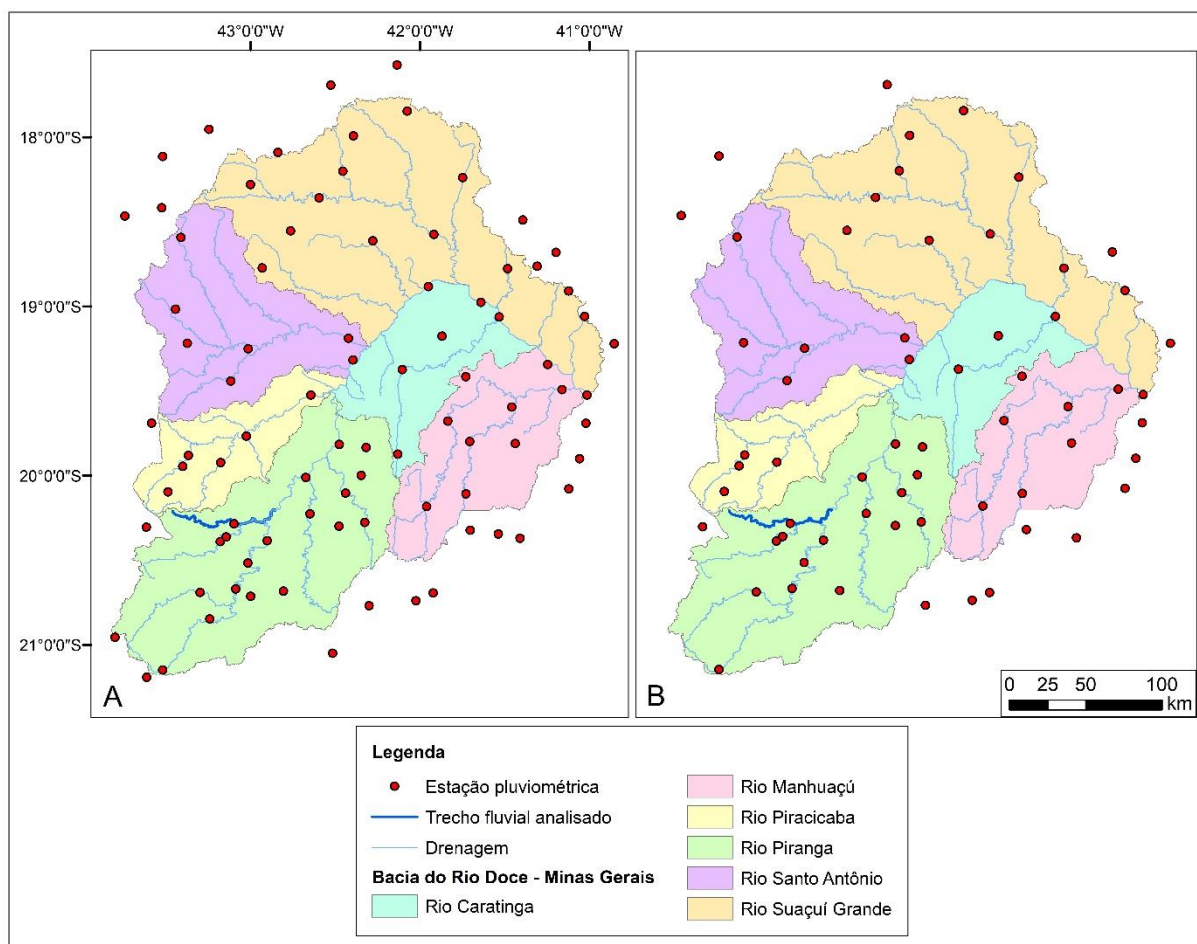 43°0'0"W 42°0'0"W 41°0'0"W
18°0'0"S
19°0'0"S
20°0'0"S
21°0'0"S
A
B
0 25 50 100
km
Legenda
Estação pluviométrica
Trecho fluvial analisado
Drenagem
Bacia do Rio Doce - Minas Gerais
Rio Caratinga
Rio Manhuaçú
Rio Piracicaba
Rio Piranga
Rio Santo Antônio
Rio Suaçuí Grande